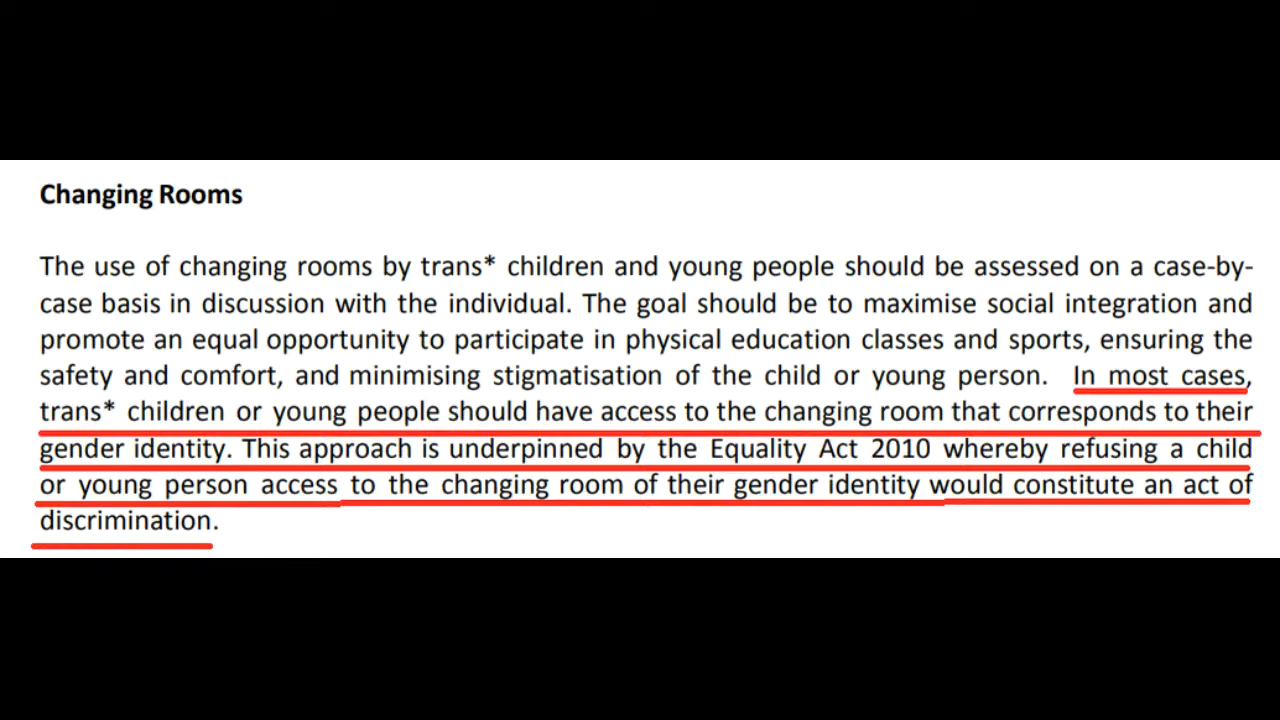 Changing Rooms
The use of changing rooms by trans* children and young people should be assessed on a case-by-
case basis in discussion with the individual. The goal should be to maximise social integration and
promote an equal opportunity to participate in physical education classes and sports, ensuring the
safety and comfort, and minimising stigmatisation of the child or young person. In most cases,
trans* children or young people should have access to the changing room that corresponds to their
gender identity. This approach is underpinned by the Equality Act 2010 whereby refusing a child
or young person access to the changing room of their gender identity would constitute an act of
discrimination.